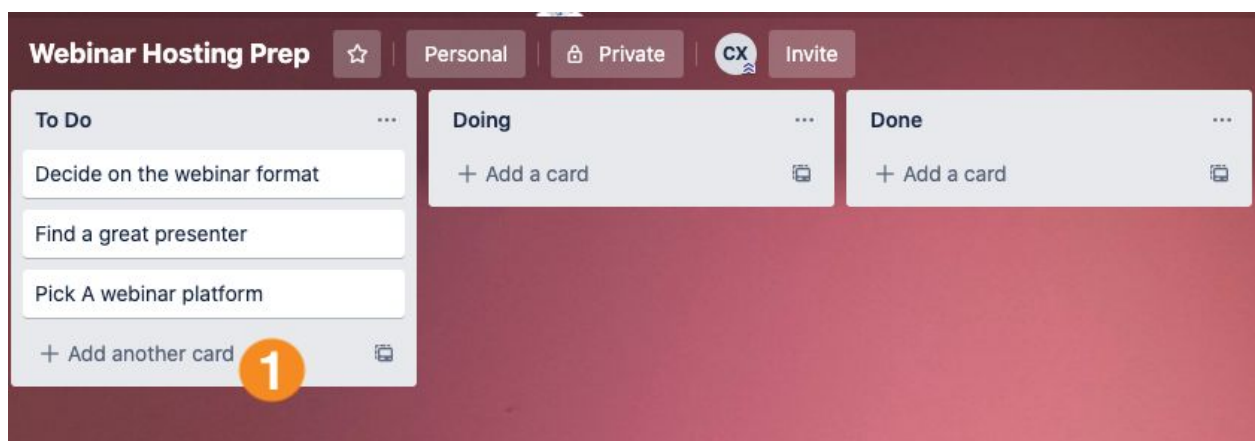 Webinar Hosting Prep Personal Private CX Invite
To Do ...
Decide on the webinar format
Find a great presenter
Pick A webinar platform
+ Add another card
1
Doing ...
+ Add a card
Done ...
+ Add a card